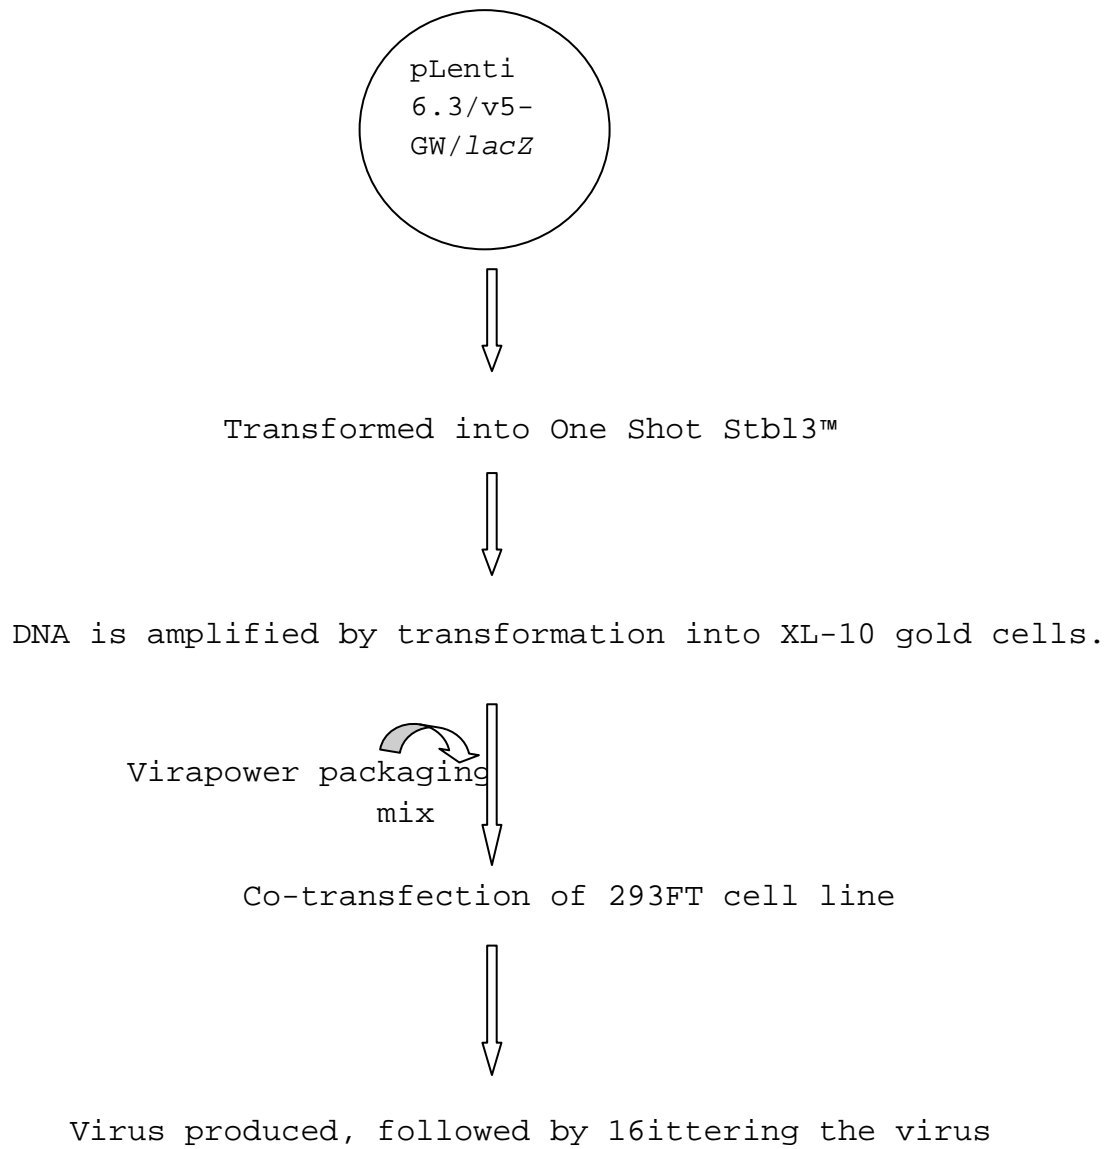 pLenti
6.3/v5-
GW/lacZ
Transformed into One Shot Stbl3™
DNA is amplified by transformation into XL-10 gold cells.
Virapower packaging
mix
Co-transfection of 293FT cell line
Virus produced, followed by 16ittering the virus